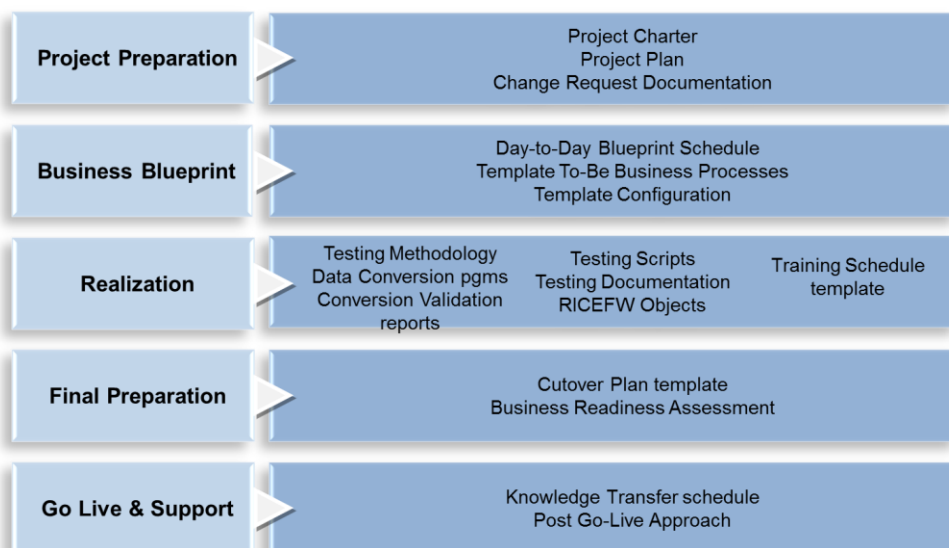 Project Preparation
Project Charter
Project Plan
Change Request Documentation
Business Blueprint
Day-to-Day Blueprint Schedule
Template To-Be Business Processes
Template Configuration
Realization
Testing Methodology
Data Conversion pgms
Conversion Validation
reports
Testing Scripts
Testing Documentation
RICEFW Objects
Training Schedule
template
Final Preparation
Cutover Plan template
Business Readiness Assessment
Go Live & Support
Knowledge Transfer schedule
Post Go-Live Approach